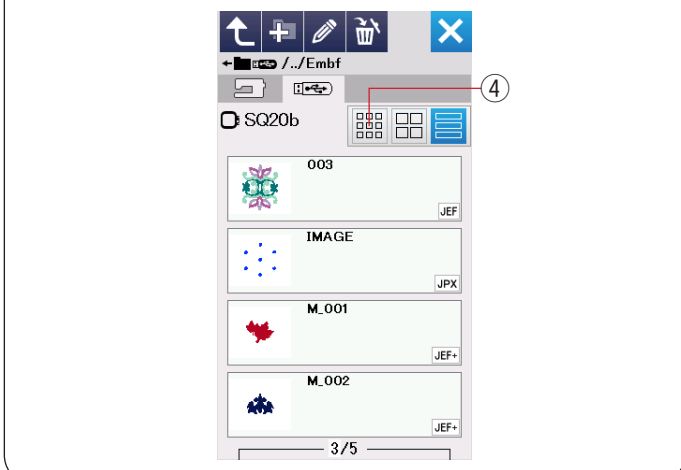 /../Embf
④
SQ20b
003
JEF
IMAGE
JPX
M_001
JEF+
M_002
JEF+
3/5